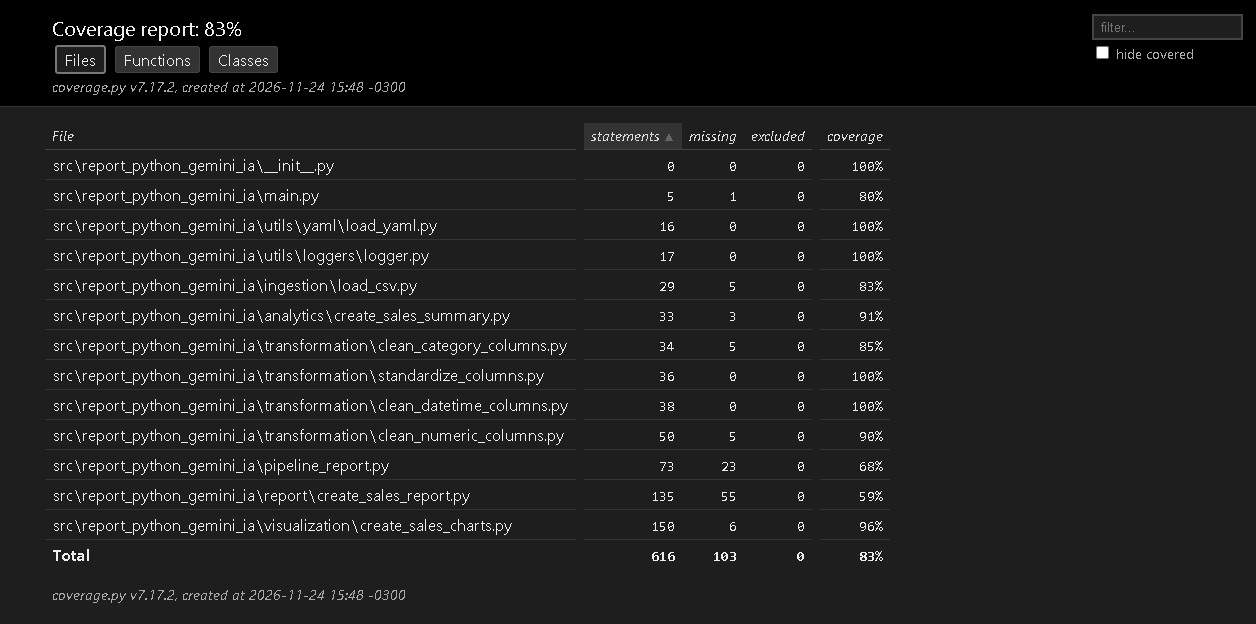 Coverage report: 83%
filter...
Files Functions Classes
hide covered
coverage.py v7.17.2, created at 2026-11-24 15:48 -0300
File statements ▲ missing excluded coverage
src\report_python_gemini_ia\__init__.py 0 0 0 100%
src\report_python_gemini_ia\main.py 5 1 0 80%
src\report_python_gemini_ia\utils\yaml\load_yaml.py 16 0 0 100%
src\report_python_gemini_ia\utils\loggers\logger.py 17 0 0 100%
src\report_python_gemini_ia\ingestion\load_csv.py 29 5 0 83%
src\report_python_gemini_ia\analytics\create_sales_summary.py 33 3 0 91%
src\report_python_gemini_ia\transformation\clean_category_columns.py 34 5 0 85%
src\report_python_gemini_ia\transformation\standardize_columns.py 36 0 0 100%
src\report_python_gemini_ia\transformation\clean_datetime_columns.py 38 0 0 100%
src\report_python_gemini_ia\transformation\clean_numeric_columns.py 50 5 0 90%
src\report_python_gemini_ia\pipeline_report.py 73 23 0 68%
src\report_python_gemini_ia\report\create_sales_report.py 135 55 0 59%
src\report_python_gemini_ia\visualization\create_sales_charts.py 150 6 0 96%
Total 616 103 0 83%
coverage.py v7.17.2, created at 2026-11-24 15:48 -0300